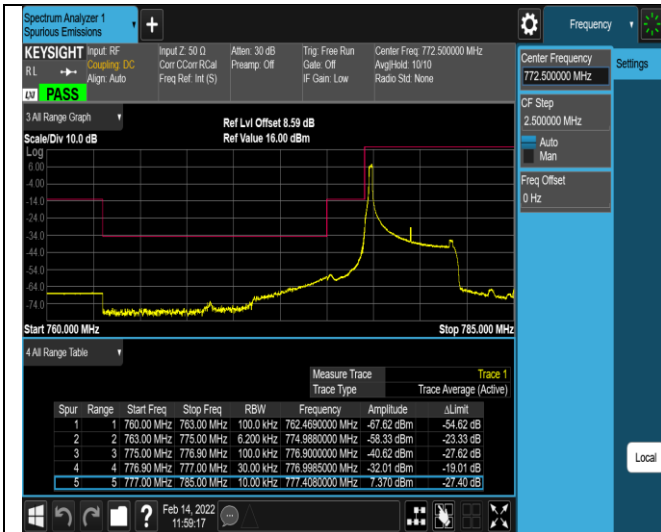 Spectrum Analyzer 1
Spurious Emissions
Frequency
KEYSIGHT
RL
LXI
PASS
Input: RF
Coupling: DC
Align: Auto
Input Z: 50 Ω
Corr CCorr RCal
Freq Ref: Int (S)
Atten: 30 dB
Preamp: Off
Trig: Free Run
Gate: Off
IF Gain: Low
Center Freq: 772.500000 MHz
Avg|Hold: 10/10
Radio Std: None
3 All Range Graph
Scale/Div 10.0 dB
Ref Lvl Offset 8.59 dB
Ref Value 16.00 dBm
Log
6.00
-4.00
-14.0
-24.0
-34.0
-44.0
-54.0
-64.0
-74.0
Start 760.000 MHz
Stop 785.000 MHz
4 All Range Table
Measure Trace Trace 1
Trace Type Trace Average (Active)
Spur Range Start Freq Stop Freq RBW Frequency Amplitude ΔLimit
1 1 760.00 MHz 763.00 MHz 100.0 kHz 762.4690000 MHz -67.62 dBm -54.62 dB
2 2 763.00 MHz 775.00 MHz 6.200 kHz 774.9880000 MHz -58.33 dBm -23.33 dB
3 3 775.00 MHz 776.90 MHz 100.0 kHz 776.9000000 MHz -40.62 dBm -27.62 dB
4 4 776.90 MHz 777.00 MHz 30.00 kHz 776.9985000 MHz -32.01 dBm -19.01 dB
5 5 777.00 MHz 785.00 MHz 10.00 kHz 777.4080000 MHz 7.370 dBm -27.40 dB
Feb 14, 2022
11:59:17
Center Frequency
772.500000 MHz
Settings
CF Step
2.500000 MHz
Auto
Man
Freq Offset
0 Hz
Local